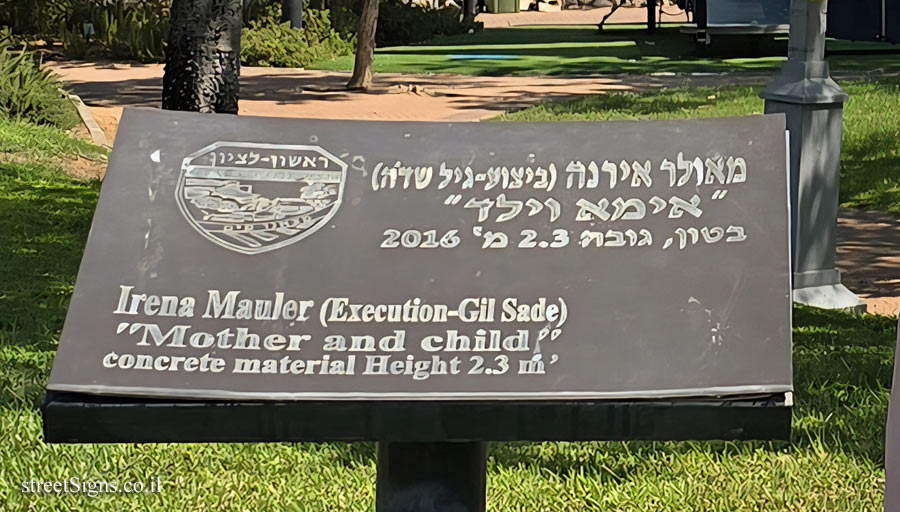 ראשון-לציון
מאולר אירנה (ביצוע-גיל שדה)
"אימא וילד"
בטון, גובה 2.3 מ' 2016
Irena Mauler (Execution-Gil Sade)
"Mother and child,"
concrete material Height 2.3 m'
streetSigns.co.il